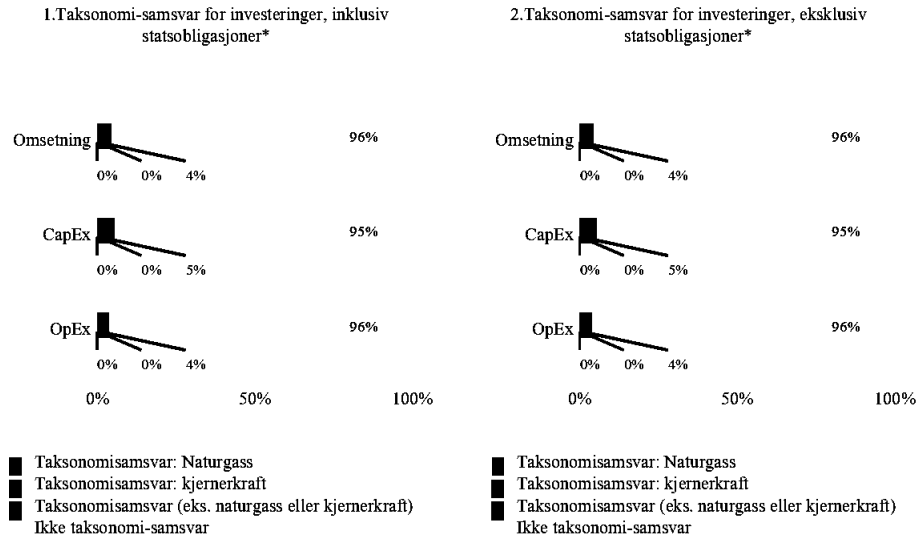 1.Taksonomi-samsvar for investeringer, inklusiv
statsobligasjoner*
Omsetning
96%
0% 0% 4%
CapEx
95%
0% 0% 5%
OpEx
96%
0% 0% 4%
0% 50% 100%
Taksonomisamsvar: Naturgass
Taksonomisamsvar: kjernerkraft
Taksonomisamsvar (eks. naturgass eller kjernerkraft)
Ikke taksonomi-samsvar
2.Taksonomi-samsvar for investeringer, eksklusiv
statsobligasjoner*
Omsetning
96%
0% 0% 4%
CapEx
95%
0% 0% 5%
OpEx
96%
0% 0% 4%
0% 50% 100%
Taksonomisamsvar: Naturgass
Taksonomisamsvar: kjernerkraft
Taksonomisamsvar (eks. naturgass eller kjernerkraft)
Ikke taksonomi-samsvar